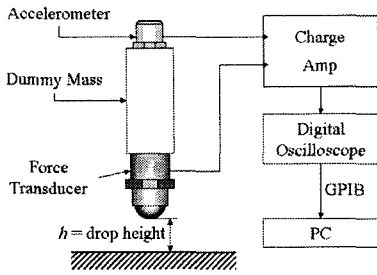 Accelerometer
Dummy Mass
Force
Transducer
h = drop height
Charge
Amp
Digital
Oscilloscope
GPIB
PC